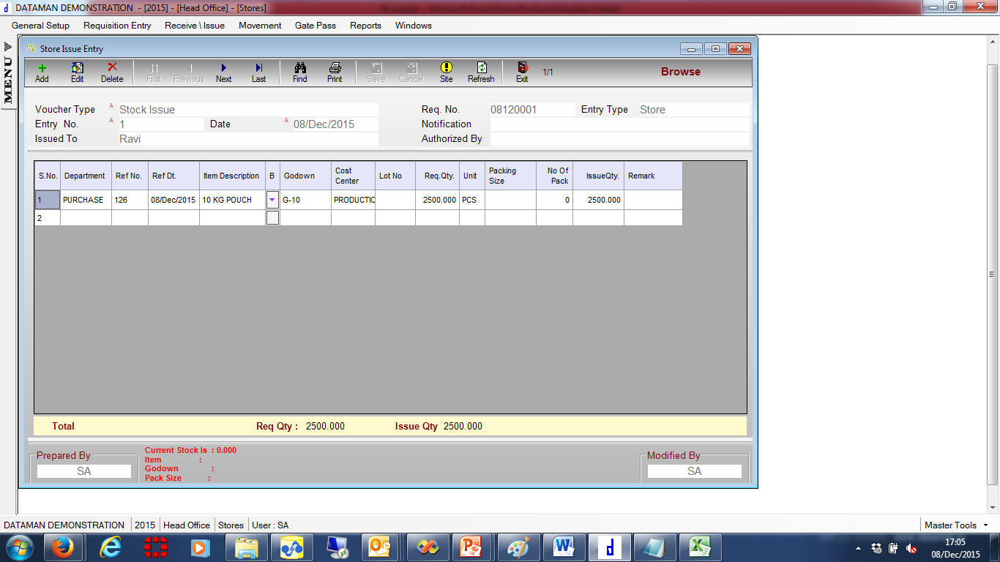 DATAMAN DEMONSTRATION - [2015] - [Head Office] - [Stores]
General Setup Requisition Entry Receive \ Issue Movement Gate Pass Reports Windows
MENU
Store Issue Entry
Add Edit Delete First Previous Next Last Find Print Save Cancel Site Refresh Exit 1/1 Browse
Voucher Type Stock Issue Req. No. 08120001 Entry Type Store
Entry No. 1 Date 08/Dec/2015 Notification
Issued To Ravi Authorized By
S.No. Department Ref No. Ref Dt. Item Description B Godown Cost Center Lot No Req.Qty. Unit Packing Size No Of Pack IssueQty. Remark
1 PURCHASE 126 08/Dec/2015 10 KG POUCH G-10 PRODUCTIC 2500.000 PCS 0 2500.000
2
Total Req Qty : 2500.000 Issue Qty 2500.000
Prepared By
SA
Current Stock Is : 0.000
Item :
Godown :
Pack Size :
Modified By
SA
DATAMAN DEMONSTRATION 2015 Head Office Stores User : SA Master Tools
17:05
08/Dec/2015